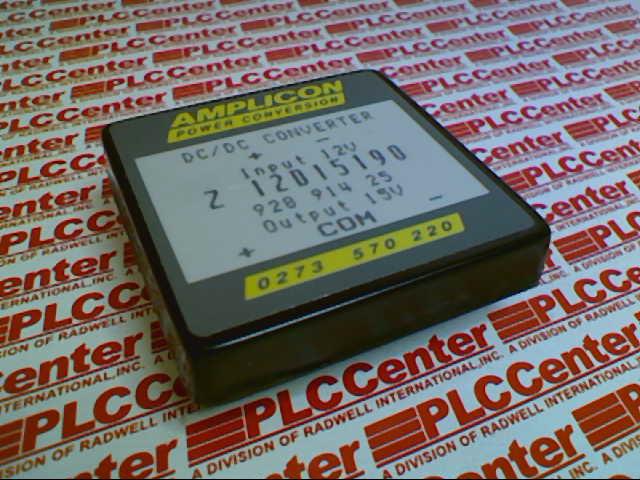 AMPLICON
POWER CONVERSION
DC/DC CONVERTER
+ −
Input 12V
Z 12D15190
928 914 25
Output 15V
+ COM −
0273 570 220
PLCCenter
A DIVISION OF RADWELL INTERNATIONAL, INC.